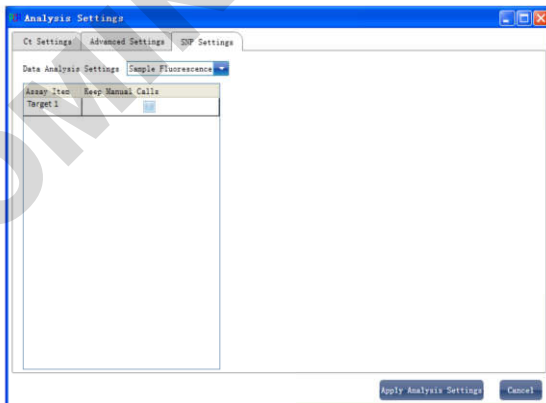 Analysis Settings
Ct Settings Advanced Settings SNP Settings
Data Analysis Settings Sample Fluorescence
Assay Item Keep Manual Calls
Target 1
Apply Analysis Settings Cancel